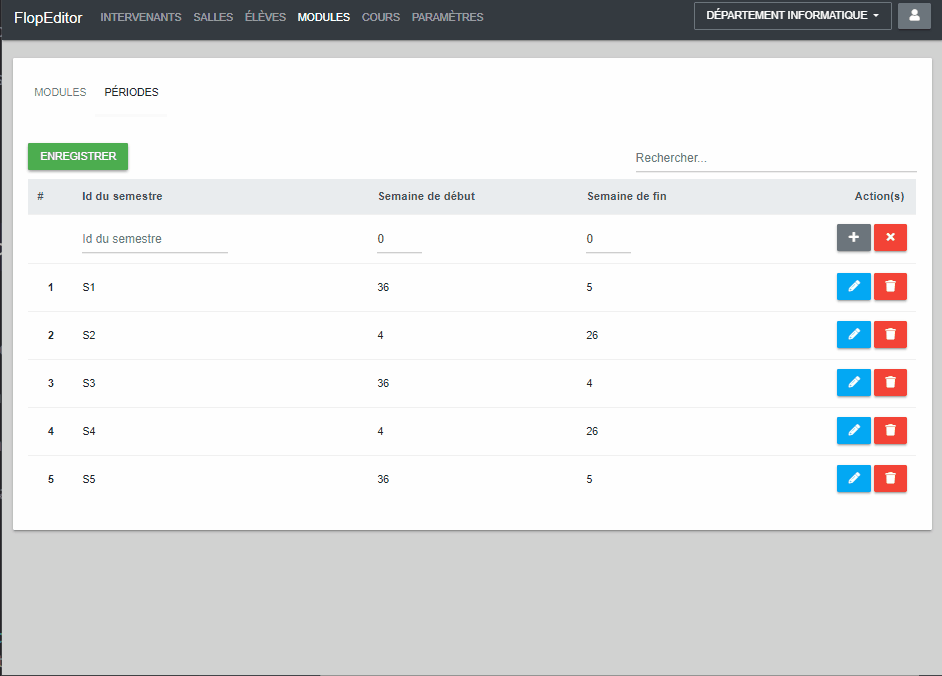 FlopEditor INTERVENANTS SALLES ÉLÈVES MODULES COURS PARAMÈTRES DÉPARTEMENT INFORMATIQUE
MODULES PÉRIODES
ENREGISTRER Rechercher...
# Id du semestre Semaine de début Semaine de fin Action(s)
Id du semestre 0 0
1 S1 36 5
2 S2 4 26
3 S3 36 4
4 S4 4 26
5 S5 36 5